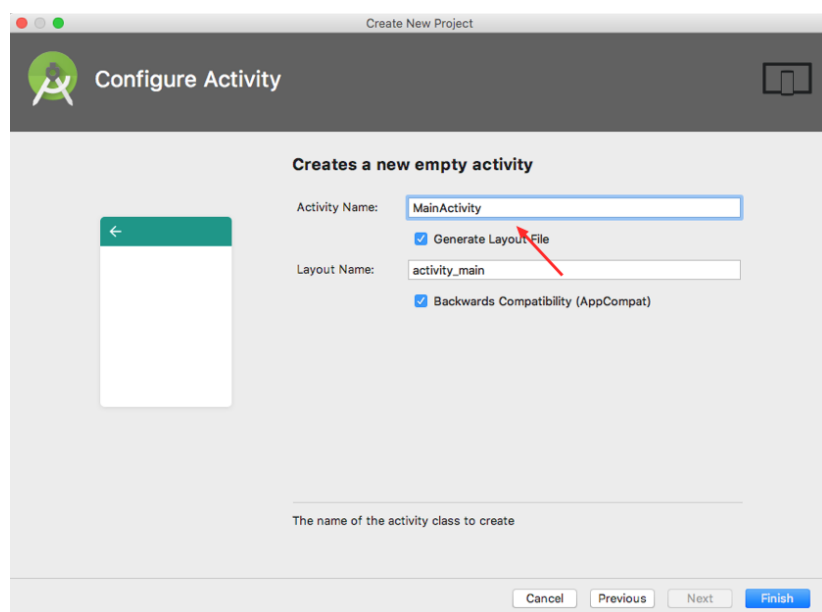 Create New Project
Configure Activity
Creates a new empty activity
Activity Name: MainActivity
Generate Layout File
Layout Name: activity_main
Backwards Compatibility (AppCompat)
The name of the activity class to create
Cancel Previous Next Finish